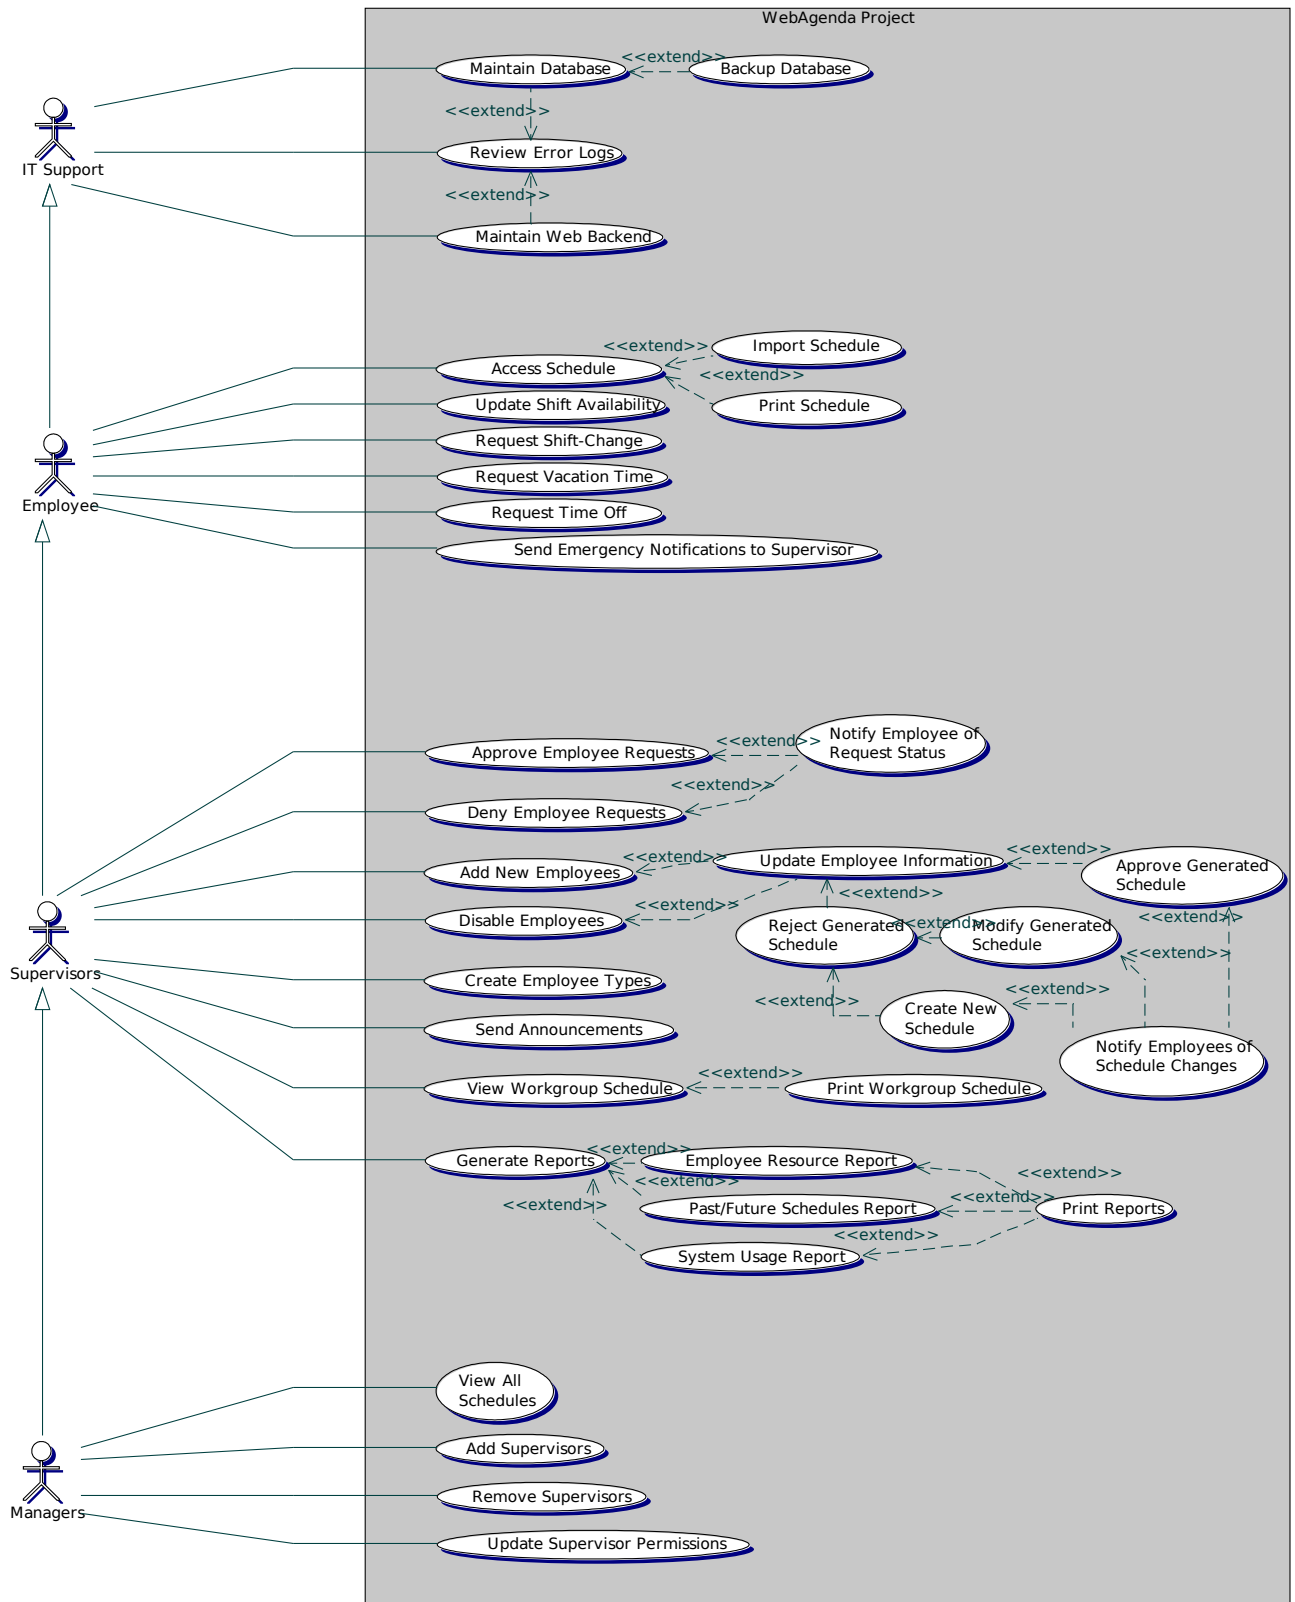 WebAgenda Project
Maintain Database
<<extend>>
Backup Database
<<extend>>
Review Error Logs
IT Support
<<extend>>
Maintain Web Backend
<<extend>>
Import Schedule
Access Schedule
<<extend>>
Print Schedule
Update Shift Availability
Request Shift-Change
Request Vacation Time
Employee
Request Time Off
Send Emergency Notifications to Supervisor
Approve Employee Requests
<<extend>>
Notify Employee of
Request Status
<<extend>>
Deny Employee Requests
Add New Employees
<<extend>>
Update Employee Information
<<extend>>
Approve Generated
Schedule
Disable Employees
<<extend>>
<<extend>>
Reject Generated
Schedule
<<extend>>
Modify Generated
Schedule
<<extend>>
<<extend>>
Supervisors
Create Employee Types
<<extend>>
Create New
Schedule
<<extend>>
Send Announcements
Notify Employees of
Schedule Changes
View Workgroup Schedule
<<extend>>
Print Workgroup Schedule
Generate Reports
<<extend>>
Employee Resource Report
<<extend>>
<<extend>>
<<extend>>
Past/Future Schedules Report
<<extend>>
Print Reports
System Usage Report
<<extend>>
View All
Schedules
Add Supervisors
Remove Supervisors
Managers
Update Supervisor Permissions